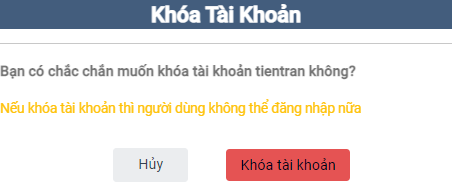 Khóa Tài Khoản
Bạn có chắc chắn muốn khóa tài khoản tientran không?
Nếu khóa tài khoản thì người dùng không thể đăng nhập nữa
Hủy Khóa tài khoản